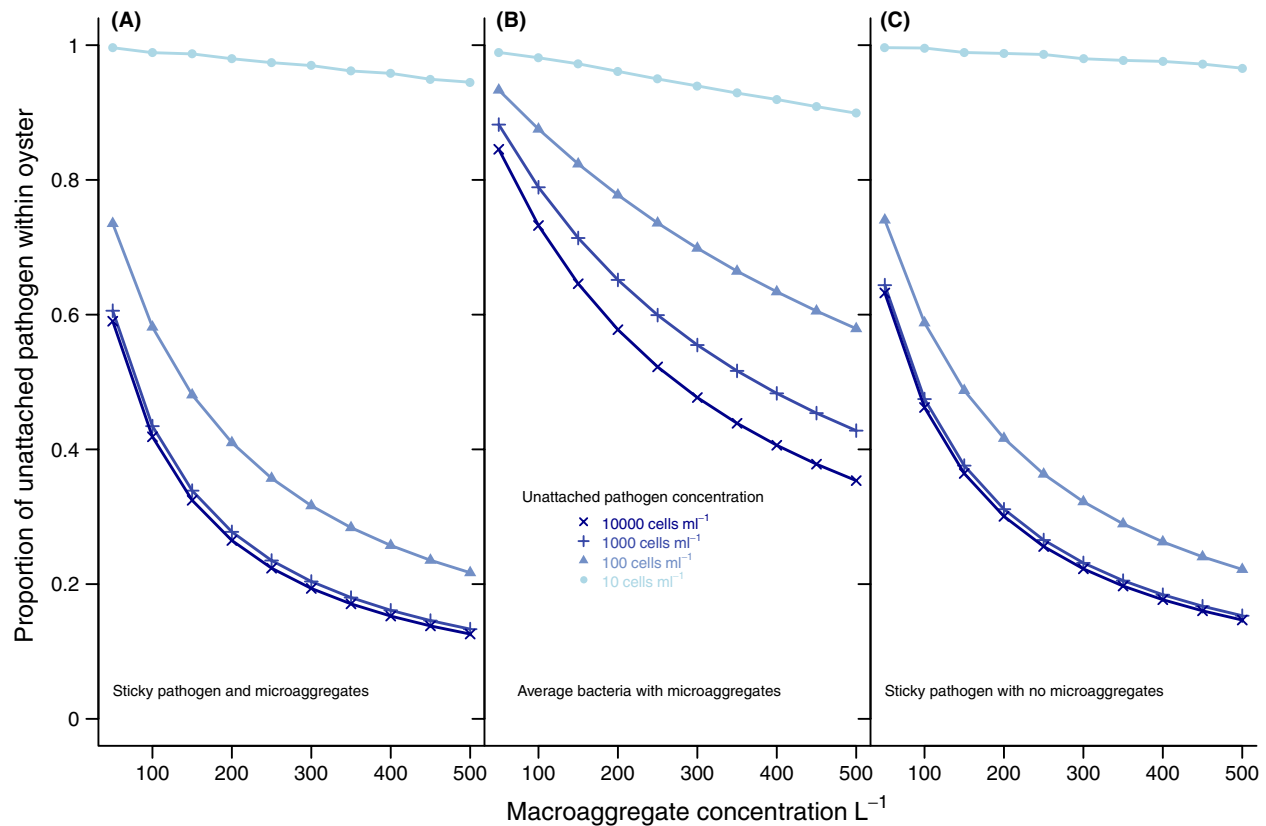 (A)
(B)
(C)
Proportion of unattached pathogen within oyster
1
0.8
0.6
0.4
0.2
0
Unattached pathogen concentration
10000 cells ml⁻¹
1000 cells ml⁻¹
100 cells ml⁻¹
10 cells ml⁻¹
Sticky pathogen and microaggregates
Average bacteria with microaggregates
Sticky pathogen with no microaggregates
100 200 300 400 500
100 200 300 400 500
100 200 300 400 500
Macroaggregate concentration L⁻¹